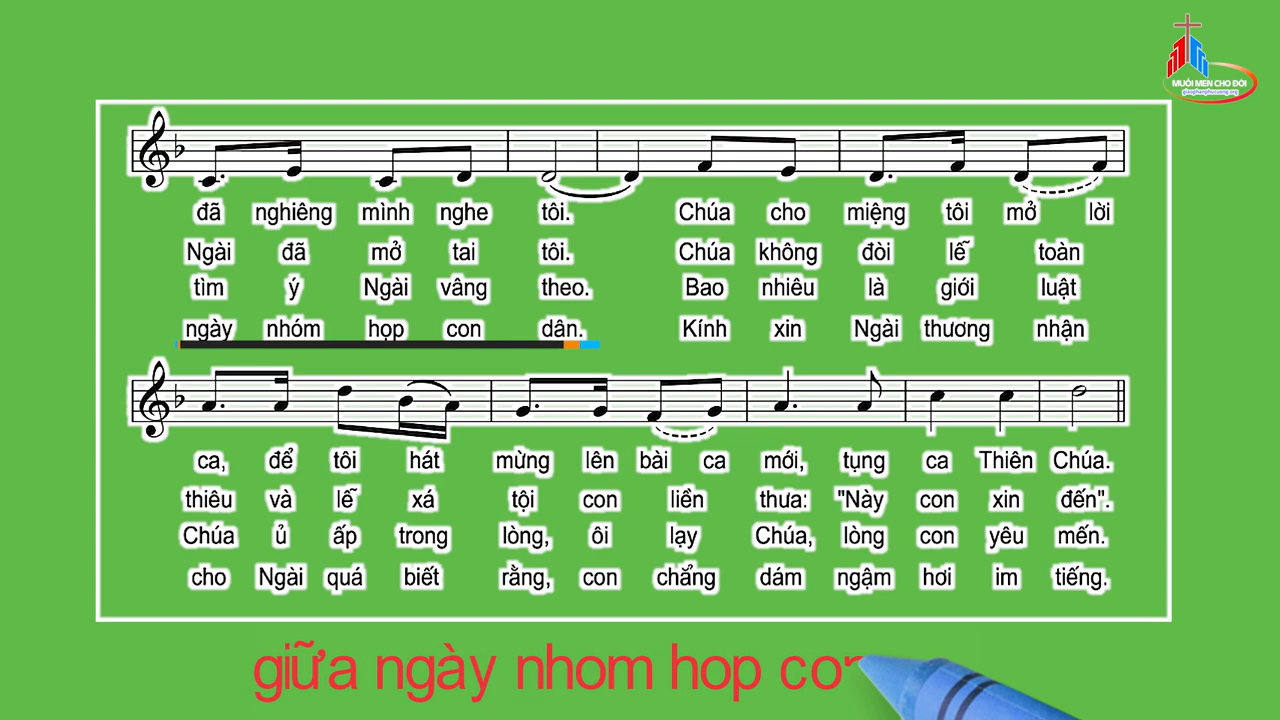 MUỐI MEN CHO ĐỜI
giaophanphucuong.org
đã nghiêng mình nghe tôi. Chúa cho miệng tôi mở lời
Ngài đã mở tai tôi. Chúa không đòi lễ toàn
tìm ý Ngài vâng theo. Bao nhiêu là giới luật
ngày nhóm họp con dân. Kính xin Ngài thương nhận
ca, để tôi hát mừng lên bài ca mới, tụng ca Thiên Chúa.
thiêu và lễ xá tội con liền thưa: "Này con xin đến".
Chúa ủ ấp trong lòng, ôi lạy Chúa, lòng con yêu mến.
cho Ngài quá biết rằng, con chẳng dám ngậm hơi im tiếng.
giữa ngày nhom hop con